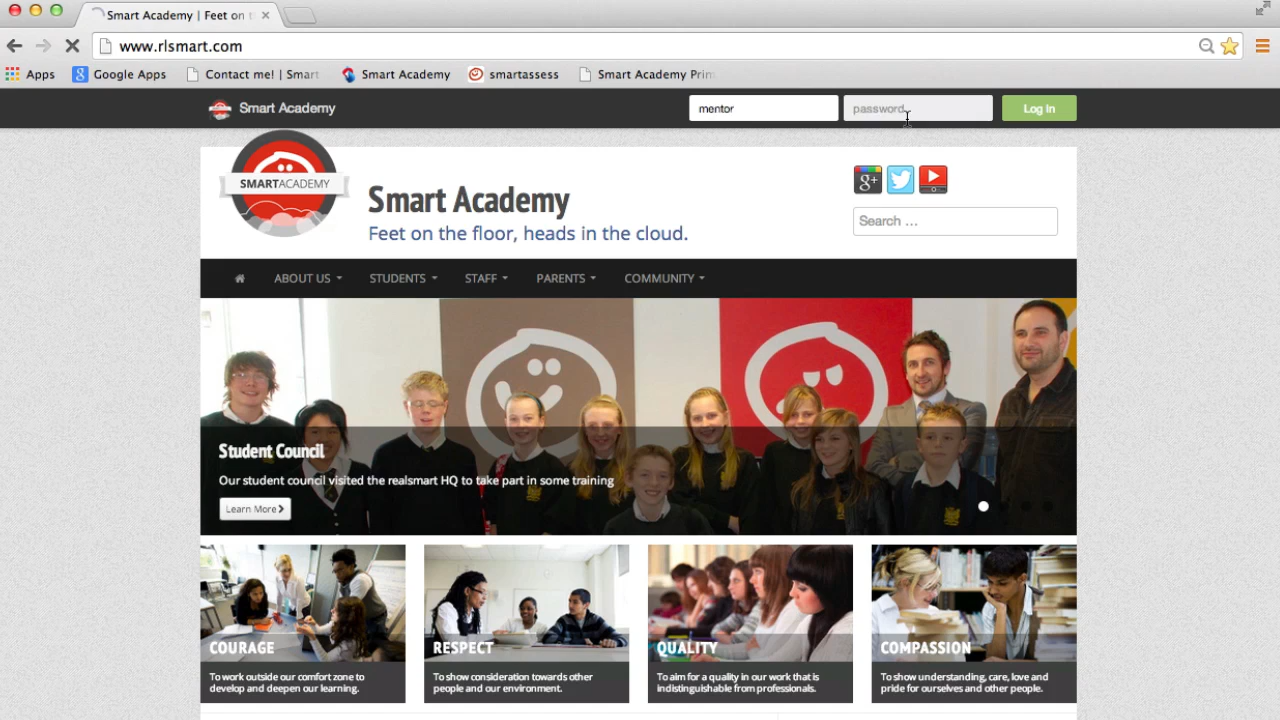 Smart Academy | Feet on t
www.rlsmart.com
Apps
Google Apps
Contact me! | Smart
Smart Academy
smartassess
Smart Academy Prim
Smart Academy
mentor
password
Log In
SMARTACADEMY
Smart Academy
Feet on the floor, heads in the cloud.
g+
Search ...
ABOUT US
STUDENTS
STAFF
PARENTS
COMMUNITY
Student Council
Our student council visited the realsmart HQ to take part in some training
Learn More
COURAGE
To work outside our comfort zone to
develop and deepen our learning.
RESPECT
To show consideration towards other
people and our environment.
QUALITY
To aim for a quality in our work that is
indistinguishable from professionals.
COMPASSION
To show understanding, care, love and
pride for ourselves and other people.